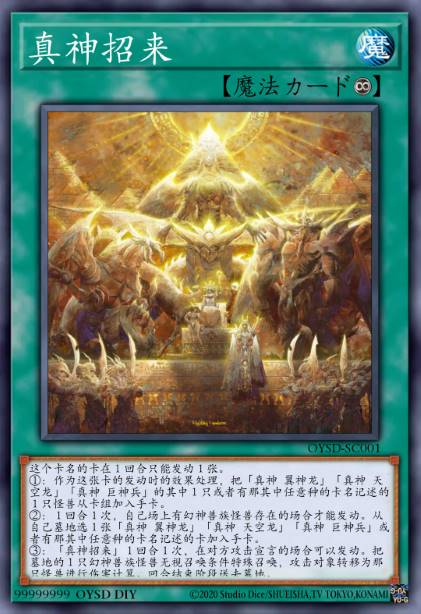 真神招来
魔
【魔法カード】
OYSD-SC001
这个卡名的卡在１回合只能发动１张。
①：作为这张卡的发动时的效果处理，把「真神 翼神龙」「真神 天
空龙」「真神 巨神兵」的其中１只或者有那其中任意种的卡名记述的
１只怪兽从卡组加入手卡。
②：１回合１次，自己场上有幻神兽族怪兽存在的场合才能发动。从
自己墓地选１张「真神 翼神龙」「真神 天空龙」「真神 巨神兵」或
者有那其中任意种的卡名记述的卡加入手卡。
③：「真神招来」１回合１次，在对方攻击宣言的场合可以发动。把
墓地的１只幻神兽族怪兽无视召唤条件特殊召唤，攻击对象转移为那
只怪兽进行伤害计算，回合结束阶段送去墓地。
99999999 OYSD DIY
©2020 Studio Dice/SHUEISHA,TV TOKYO,KONAMI